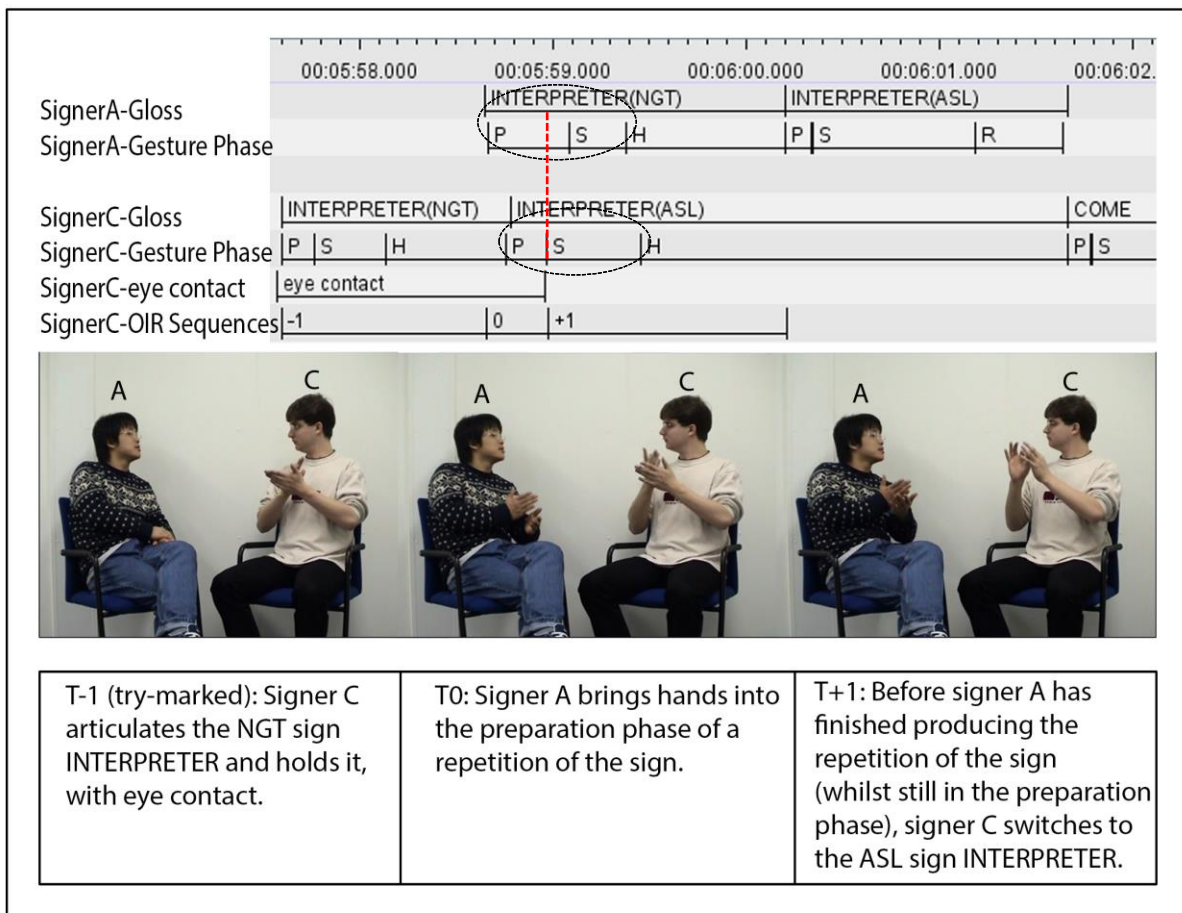 00:05:58.000 00:05:59.000 00:06:00.000 00:06:01.000 00:06:02.
SignerA-Gloss INTERPRETER(NGT) INTERPRETER(ASL)
SignerA-Gesture Phase P S H P S R
SignerC-Gloss INTERPRETER(NGT) INTERPRETER(ASL) COME
SignerC-Gesture Phase P S H P S H P S
SignerC-eye contact eye contact
SignerC-OIR Sequences -1 0 +1
A C A C A C
T-1 (try-marked): Signer C
articulates the NGT sign
INTERPRETER and holds it,
with eye contact.
T0: Signer A brings hands into
the preparation phase of a
repetition of the sign.
T+1: Before signer A has
finished producing the
repetition of the sign
(whilst still in the preparation
phase), signer C switches to
the ASL sign INTERPRETER.